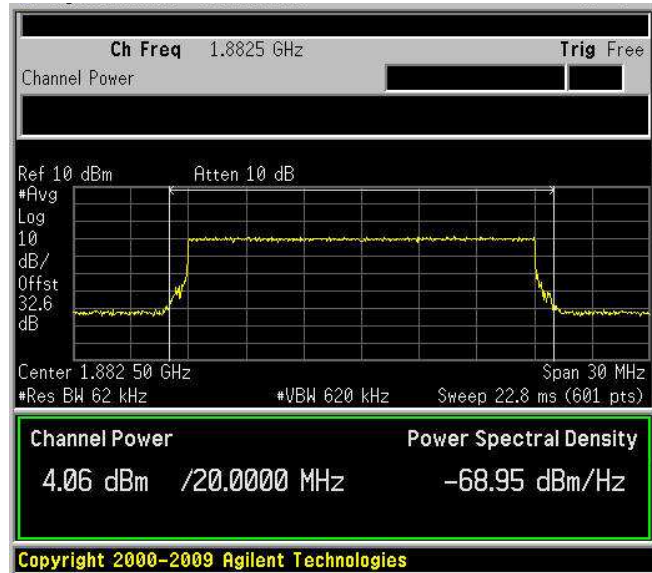 Ch Freq 1.8825 GHz Trig Free
Channel Power
Ref 10 dBm Atten 10 dB
#Avg
Log
10
dB/
Offst
32.6
dB
Center 1.882 50 GHz Span 30 MHz
#Res BW 62 kHz #VBW 620 kHz Sweep 22.8 ms (601 pts)
Channel Power Power Spectral Density
4.06 dBm /20.0000 MHz -68.95 dBm/Hz
Copyright 2000-2009 Agilent Technologies